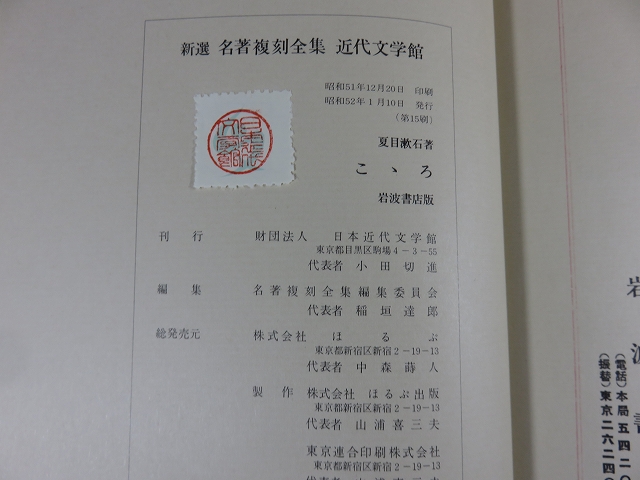 新選 名著複刻全集 近代文学館
昭和51年12月20日 印刷
昭和52年1月10日 発行
（第15刷）
夏目漱石著
こゝろ
岩波書店版
刊行 財団法人 日本近代文学館
東京都目黒区駒場4－3－55
代表者 小田切進
編集 名著複刻全集編集委員会
代表者 稲垣達郎
総発売元 株式会社 ほるぷ
東京都新宿区新宿2－19－13
代表者 中森蒔人
製作 株式会社 ほるぷ出版
東京都新宿区新宿2－19－13
代表者 山浦喜三夫
東京連合印刷株式会社
東京都新宿区新宿2－19－13
岩波書
（電話）本局五四二〇
（振替）東京二六二四〇